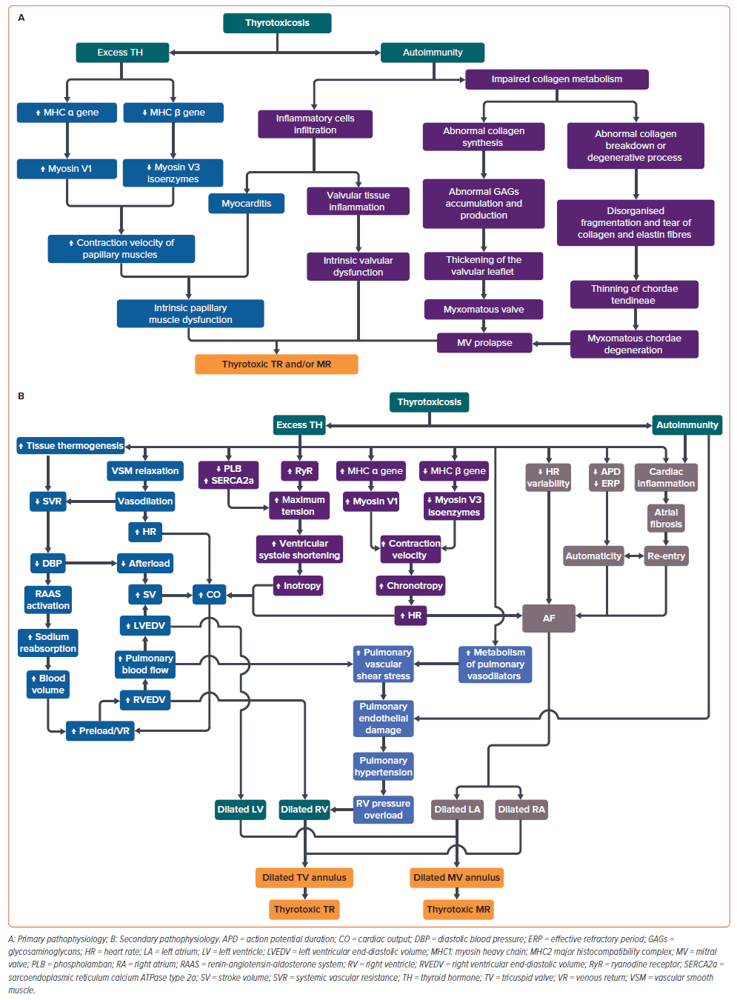 A
Thyrotoxicosis
Excess TH
Autoimmunity
Impaired collagen metabolism
⬆ MHC α gene
⬇ MHC β gene
Inflammatory cells
infiltration
Abnormal collagen
synthesis
Abnormal collagen
breakdown or
degenerative process
⬆ Myosin V1
⬇ Myosin V3
isoenzymes
Myocarditis
Valvular tissue
inflammation
Abnormal GAGs
accumulation and
production
Disorganised
fragmentation and tear of
collagen and elastin fibres
⬆ Contraction velocity of
papillary muscles
Intrinsic valvular
dysfunction
Thickening of the
valvular leaflet
Thinning of chordae
tendineae
Intrinsic papillary
muscle dysfunction
Myxomatous valve
MV prolapse
Myxomatous chordae
degeneration
Thyrotoxic TR and/or MR
B
Thyrotoxicosis
Excess TH
Autoimmunity
⬆ Tissue thermogenesis
VSM relaxation
⬇ PLB
⬆ SERCA2a
⬆ RyR
⬆ MHC α gene
⬇ MHC β gene
⬇ HR
variability
⬇ APD
⬇ ERP
Cardiac
inflammation
⬇ SVR
Vasodilation
⬆ Maximum
tension
⬆ Myosin V1
⬇ Myosin V3
isoenzymes
Atrial
fibrosis
⬆ HR
⬆ Ventricular
systole shortening
⬆ Contraction
velocity
Automaticity
Re-entry
⬇ DBP
⬇ Afterload
RAAS
activation
⬆ SV
⬆ CO
⬆ Inotropy
⬆ Chronotropy
⬆ HR
AF
⬆ LVEDV
⬆ Sodium
reabsorption
⬆ Pulmonary
blood flow
⬆ Pulmonary
vascular
shear stress
⬆ Metabolism
of pulmonary
vasodilators
⬆ Blood
volume
⬆ RVEDV
Pulmonary
endothelial
damage
⬆ Preload/VR
Pulmonary
hypertension
RV pressure
overload
Dilated LV
Dilated RV
Dilated LA
Dilated RA
Dilated TV annulus
Dilated MV annulus
Thyrotoxic TR
Thyrotoxic MR
A: Primary pathophysiology; B: Secondary pathophysiology. APD = action potential duration; CO = cardiac output; DBP = diastolic blood pressure; ERP = effective refractory period; GAGs =
glycosaminoglycans; HR = heart rate; LA = left atrium; LV = left ventricle; LVEDV = left ventricular end-diastolic volume; MHC1: myosin heavy chain; MHC2 major histocompatibility complex; MV = mitral
valve; PLB = phospholamban; RA = right atrium; RAAS = renin-angiotensin-aldosterone system; RV = right ventricle; RVEDV = right ventricular end-diastolic volume; RyR = ryanodine receptor; SERCA2a =
sarcoendoplasmic reticulum calcium ATPase type 2a; SV = stroke volume; SVR = systemic vascular resistance; TH = thyroid hormone; TV = tricuspid valve; VR = venous return; VSM = vascular smooth
muscle.